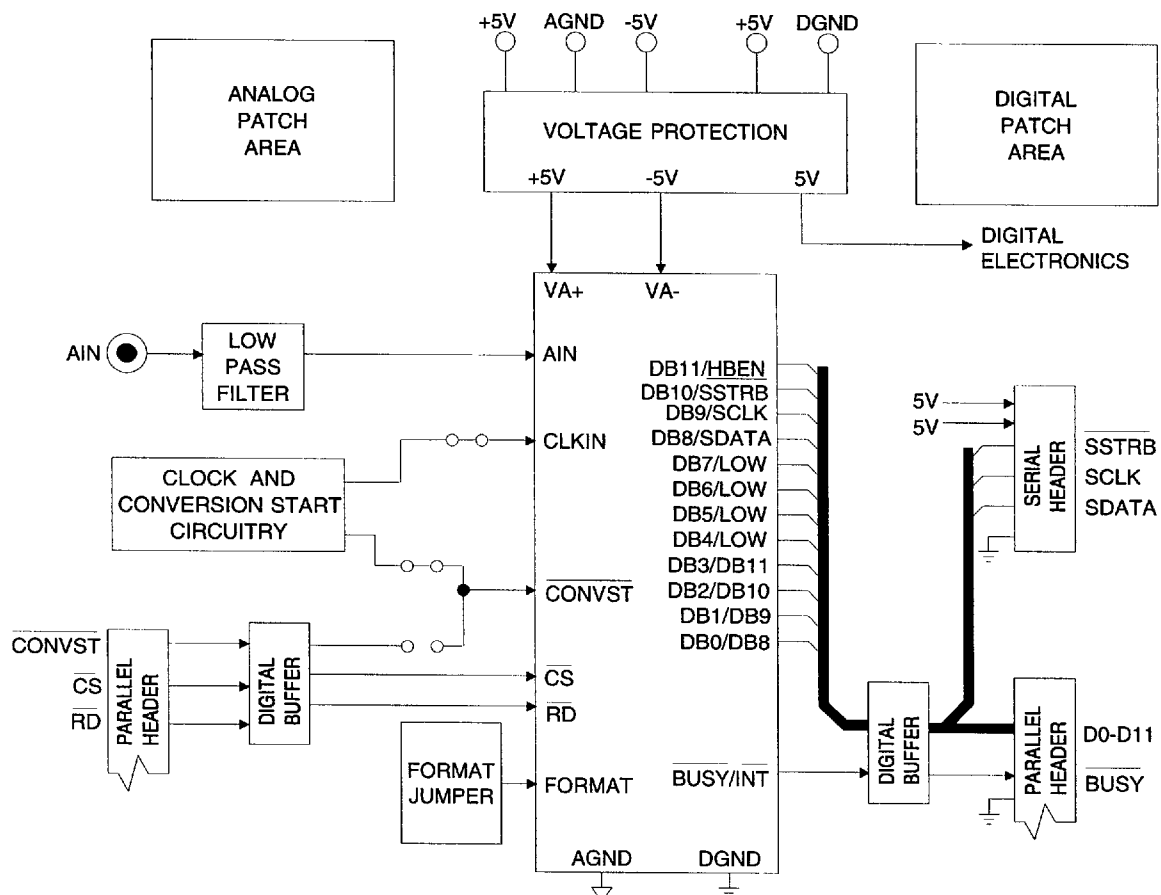 +5V AGND -5V +5V DGND
ANALOG
PATCH
AREA
VOLTAGE PROTECTION
+5V -5V 5V
DIGITAL
PATCH
AREA
DIGITAL
ELECTRONICS
VA+ VA-
AIN
LOW
PASS
FILTER
AIN
CLKIN
CLOCK AND
CONVERSION START
CIRCUITRY
CONVST
CONVST
CS
RD
PARALLEL
HEADER
DIGITAL
BUFFER
CS
RD
FORMAT
JUMPER
FORMAT
DB11/HBEN
DB10/SSTRB
DB9/SCLK
DB8/SDATA
DB7/LOW
DB6/LOW
DB5/LOW
DB4/LOW
DB3/DB11
DB2/DB10
DB1/DB9
DB0/DB8
BUSY/INT
AGND DGND
5V
5V
SERIAL
HEADER
SSTRB
SCLK
SDATA
DIGITAL
BUFFER
PARALLEL
HEADER
D0-D11
BUSY